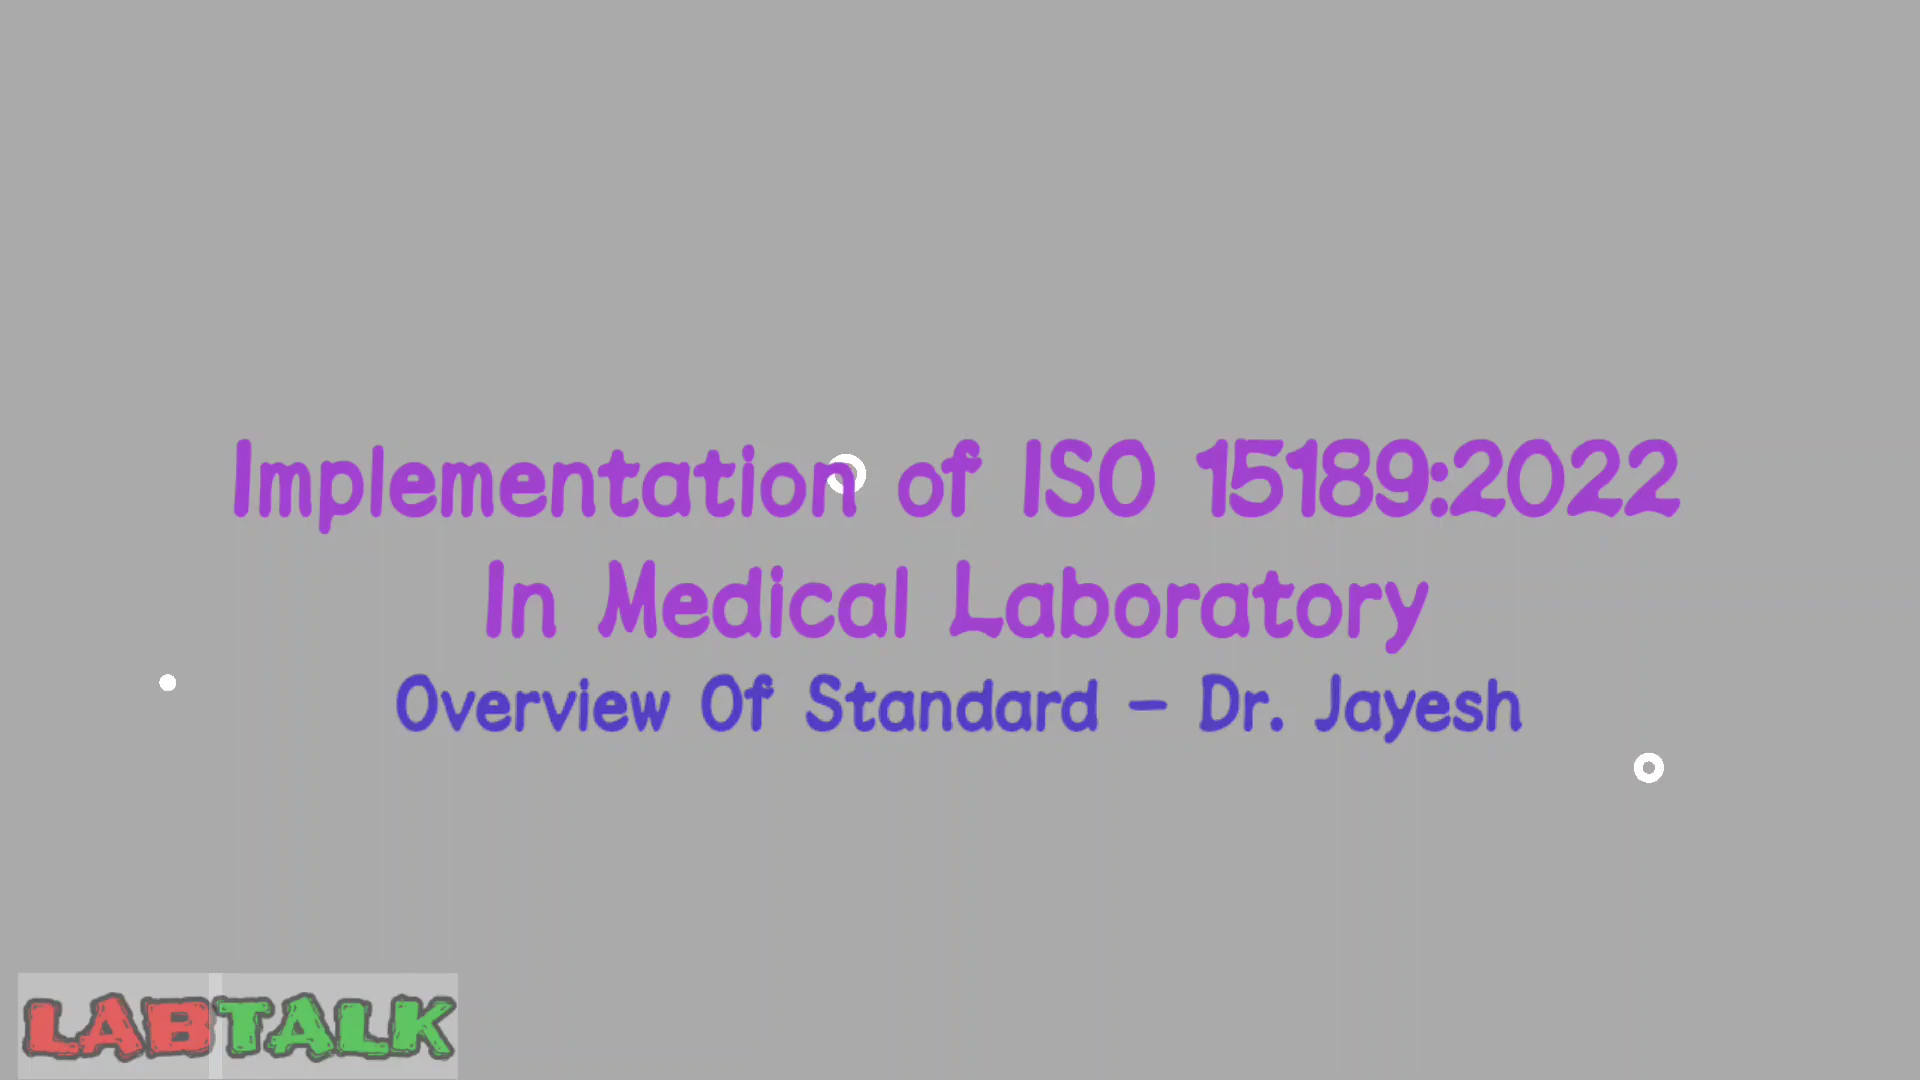 Implementation of ISO 15189:2022
In Medical Laboratory
Overview Of Standard - Dr. Jayesh
LABTALK